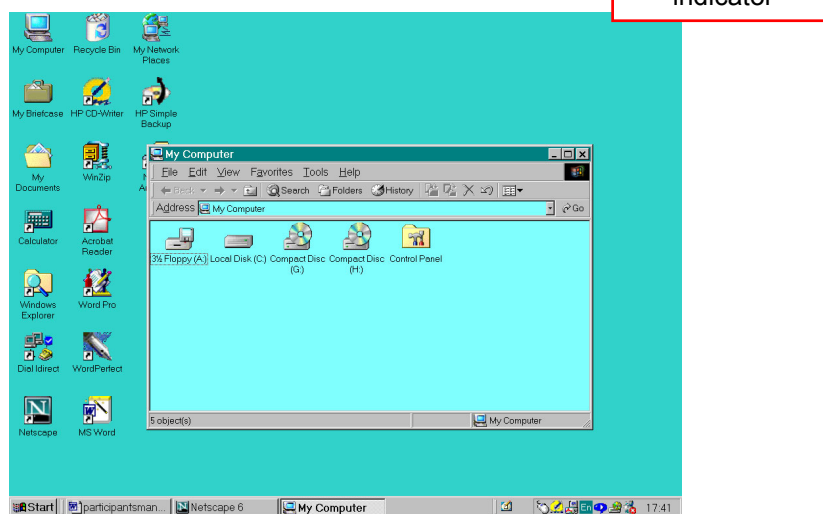 indicator
My Computer Recycle Bin My Network
Places
My Briefcase HP CD-Writer HP Simple
Backup
My
Documents
WinZip
Calculator Acrobat
Reader
Windows
Explorer
Word Pro
Dial Idirect WordPerfect
Netscape MS Word
My Computer
File Edit View Favorites Tools Help
Back Search Folders History
Address My Computer Go
3½ Floppy (A:) Local Disk (C:) Compact Disc
(G:)
Compact Disc
(H:)
Control Panel
5 object(s) My Computer
Start participantsman... Netscape 6 My Computer En 17:41